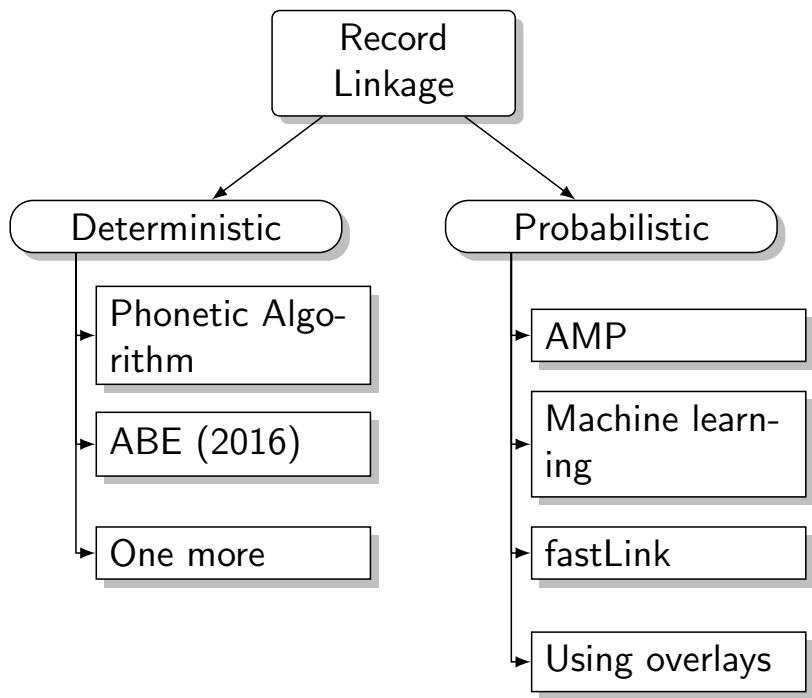 Record
Linkage
Deterministic
Phonetic Algo-
rithm
ABE (2016)
One more
Probabilistic
AMP
Machine learn-
ing
fastLink
Using overlays